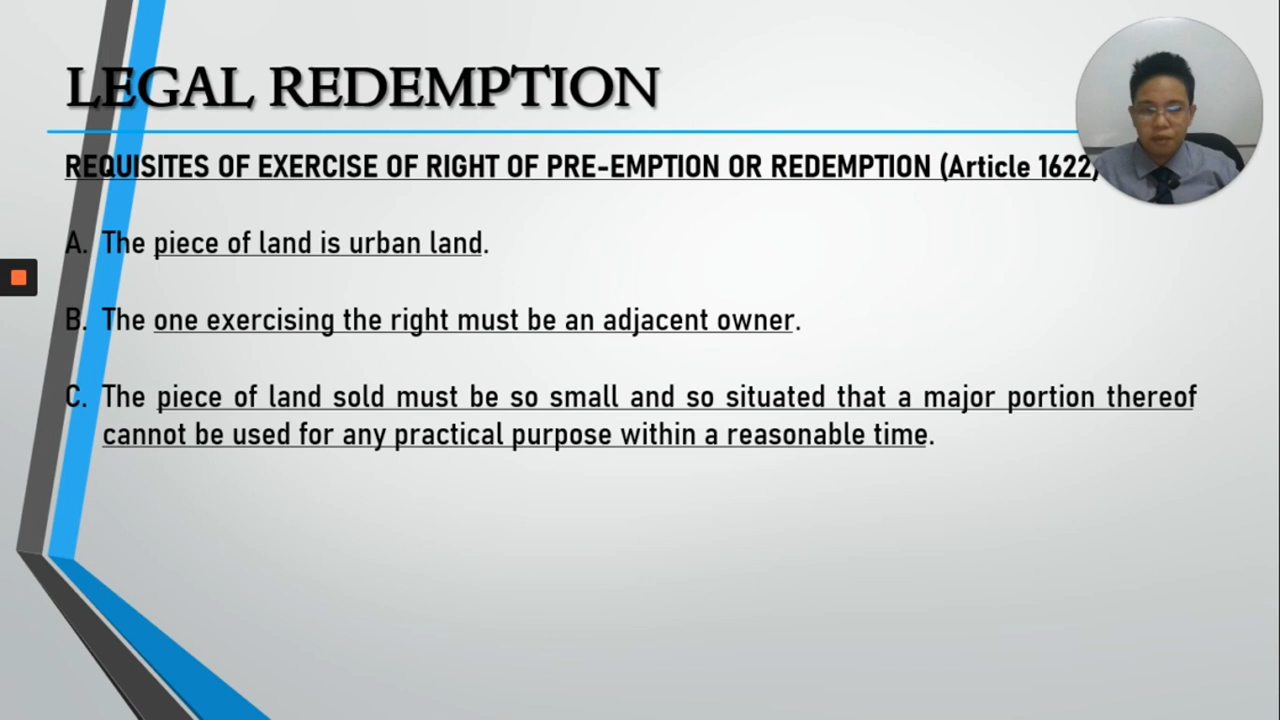 LEGAL REDEMPTION
REQUISITES OF EXERCISE OF RIGHT OF PRE-EMPTION OR REDEMPTION (Article 1622)
A. The piece of land is urban land.
B. The one exercising the right must be an adjacent owner.
C. The piece of land sold must be so small and so situated that a major portion thereof
cannot be used for any practical purpose within a reasonable time.